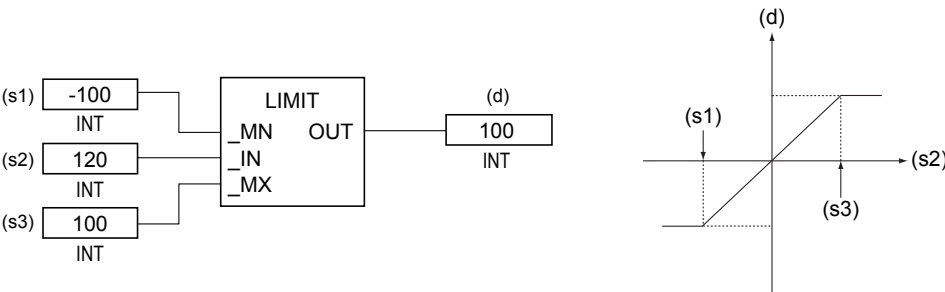 (s1)
-100
INT
(s2)
120
INT
(s3)
100
INT
LIMIT
_MN
OUT
_IN
_MX
(d)
100
INT
(d)
(s1)
(s2)
(s3)